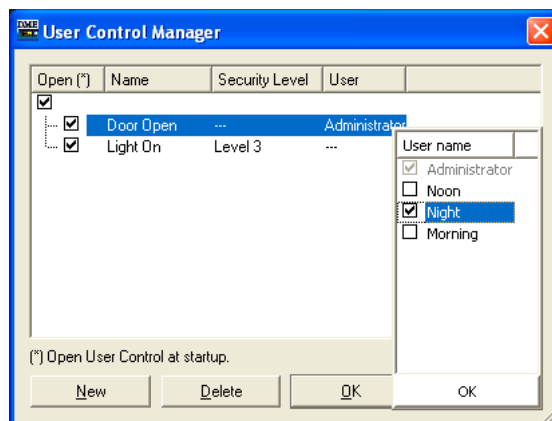 DME User Control Manager
Open (*) Name Security Level User
Door Open --- Administrator
Light On Level 3 ---
User name
Administrator
Noon
Night
Morning
(*) Open User Control at startup.
New Delete OK OK